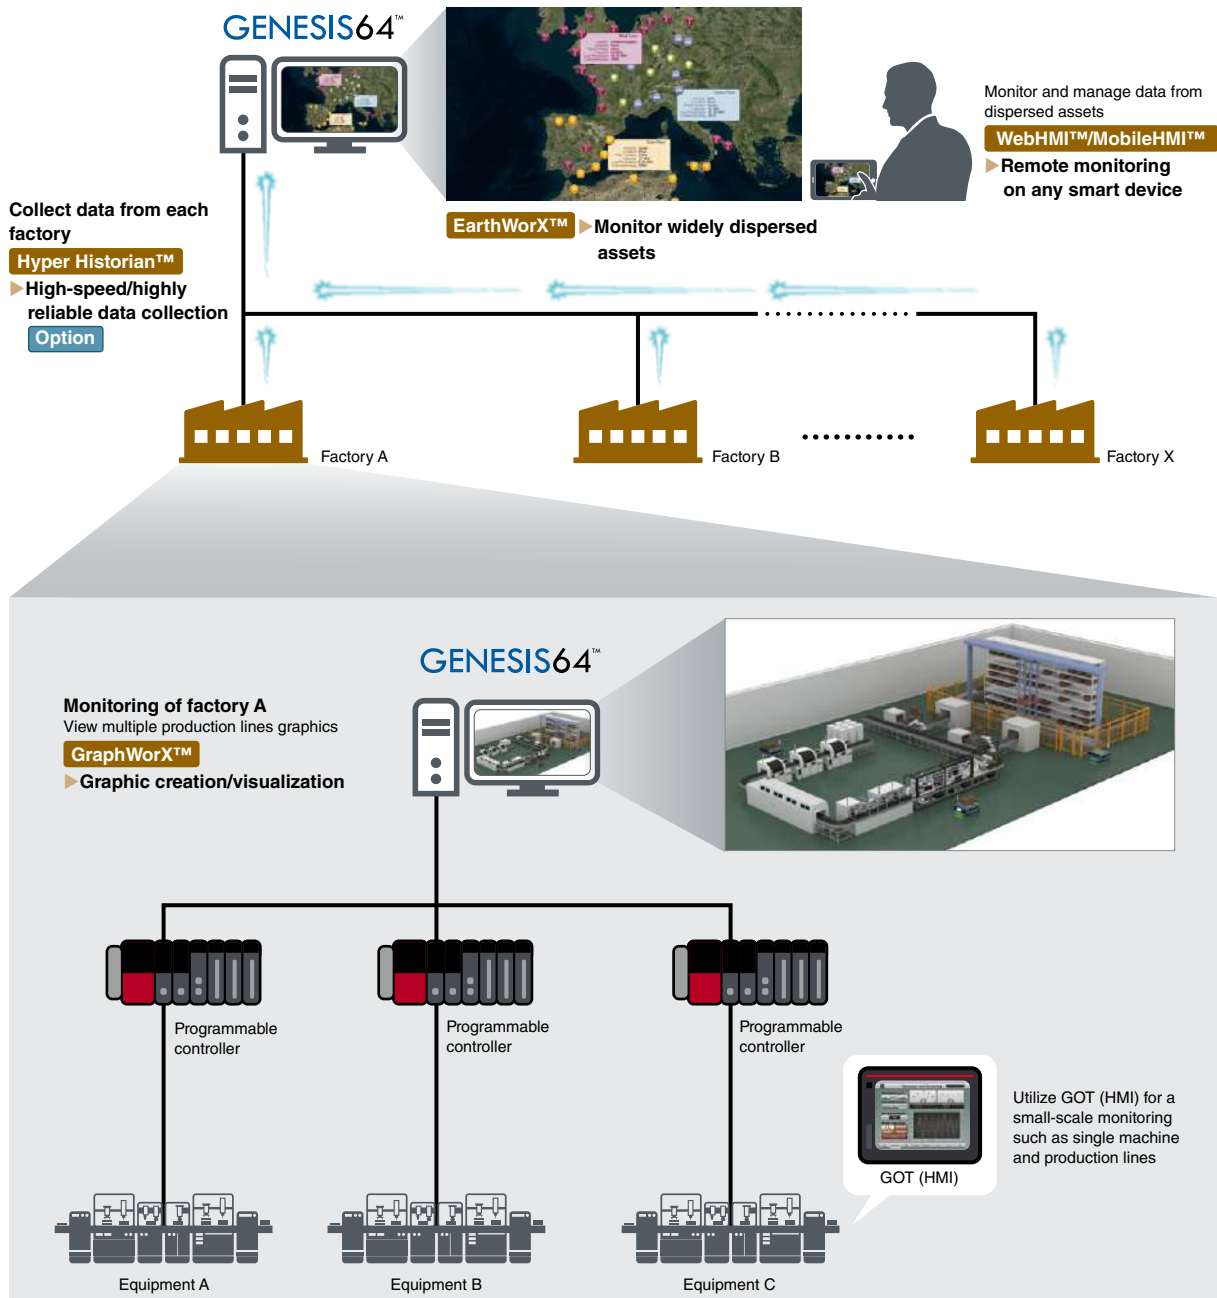 GENESIS64™
Monitor and manage data from
dispersed assets
WebHMI™/MobileHMI™
Remote monitoring
on any smart device
Collect data from each
factory
Hyper Historian™
High-speed/highly
reliable data collection
Option
EarthWorX™
Monitor widely dispersed
assets
Factory A
Factory B
Factory X
GENESIS64™
Monitoring of factory A
View multiple production lines graphics
GraphWorX™
Graphic creation/visualization
Programmable
controller
Programmable
controller
Programmable
controller
GOT (HMI)
Utilize GOT (HMI) for a
small-scale monitoring
such as single machine
and production lines
Equipment A
Equipment B
Equipment C